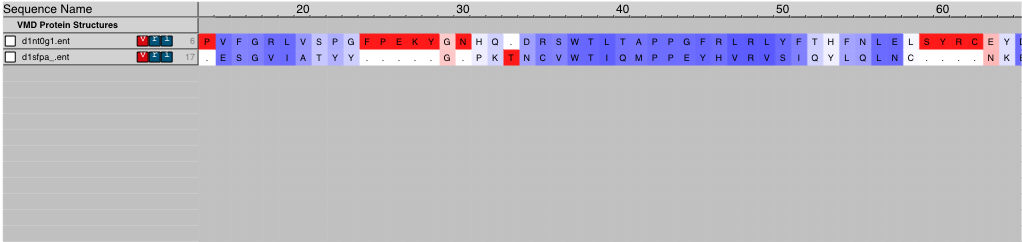 Sequence Name 20 30 40 50 60
VMD Protein Structures
d1nt0g1.ent V r i 6 P V F G R L V S P G F P E K Y G N H Q . D R S W T L T A P P G F R L R L Y F T H F N L E L S Y R C E Y
d1sfpa_.ent V r i 17 . E S G V I A T Y Y . . . . . G . P K T N C V W T I Q M P P E Y H V R V S I Q Y L Q L N C . . . . N K